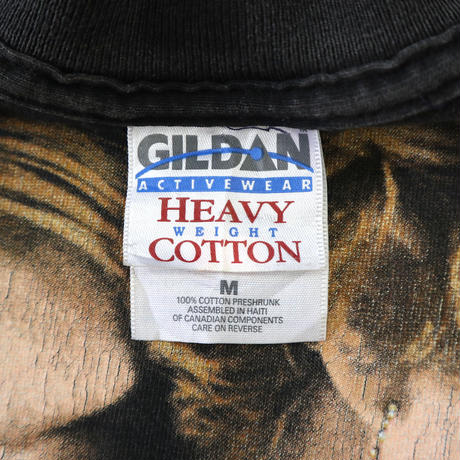 GILDAN
ACTIVEWEAR
HEAVY
WEIGHT
COTTON
M
100% COTTON PRESHRUNK
ASSEMBLED IN HAITI
OF CANADIAN COMPONENTS
CARE ON REVERSE